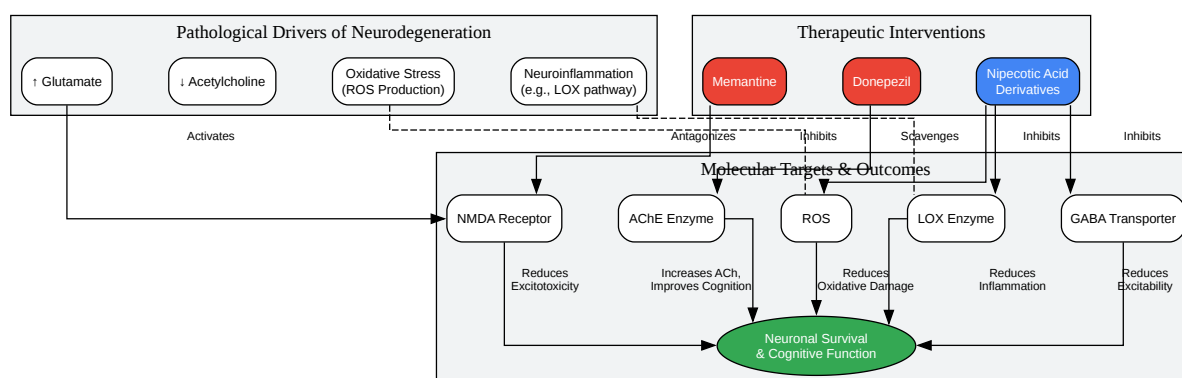 Pathological Drivers of Neurodegeneration
Therapeutic Interventions
↑ Glutamate
↓ Acetylcholine
Oxidative Stress
(ROS Production)
Neuroinflammation
(e.g., LOX pathway)
Memantine
Donepezil
Nipecotic Acid
Derivatives
Activates
Antagonizes
Inhibits
Scavenges
Inhibits
Inhibits
Molecular Targets & Outcomes
NMDA Receptor
AChE Enzyme
ROS
LOX Enzyme
GABA Transporter
Reduces
Excitotoxicity
Increases ACh,
Improves Cognition
Reduces
Oxidative Damage
Reduces
Inflammation
Reduces
Excitability
Neuronal Survival
& Cognitive Function